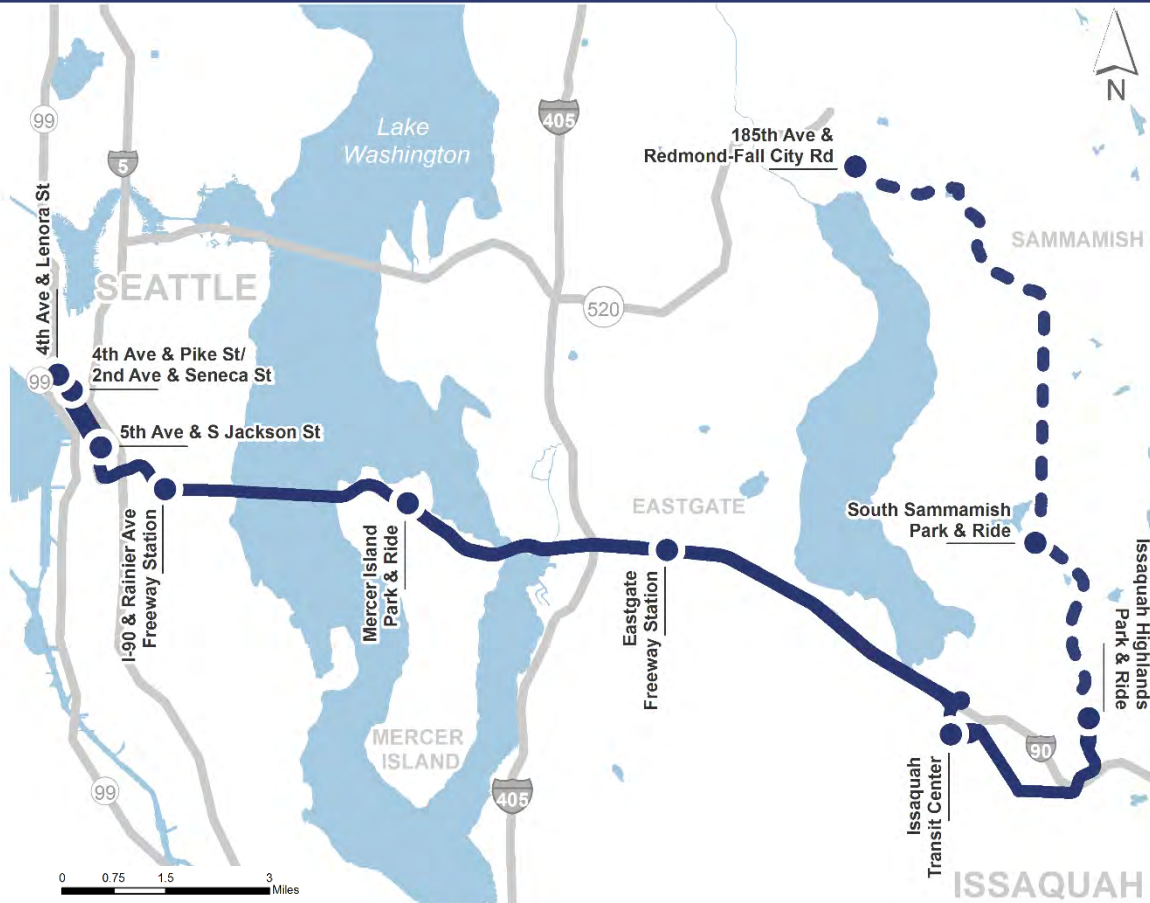 N
99
5
Lake
Washington
405
185th Ave &
Redmond-Fall City Rd
SAMMAMISH
4th Ave & Lenora St
SEATTLE
520
99
4th Ave & Pike St/
2nd Ave & Seneca St
5th Ave & S Jackson St
I-90 & Rainier Ave
Freeway Station
Mercer Island
Park & Ride
EASTGATE
Eastgate
Freeway Station
South Sammamish
Park & Ride
Issaquah Highlands
Park & Ride
MERCER
ISLAND
90
99
405
Issaquah
Transit Center
ISSAQUAH
0 0.75 1.5 3
Miles